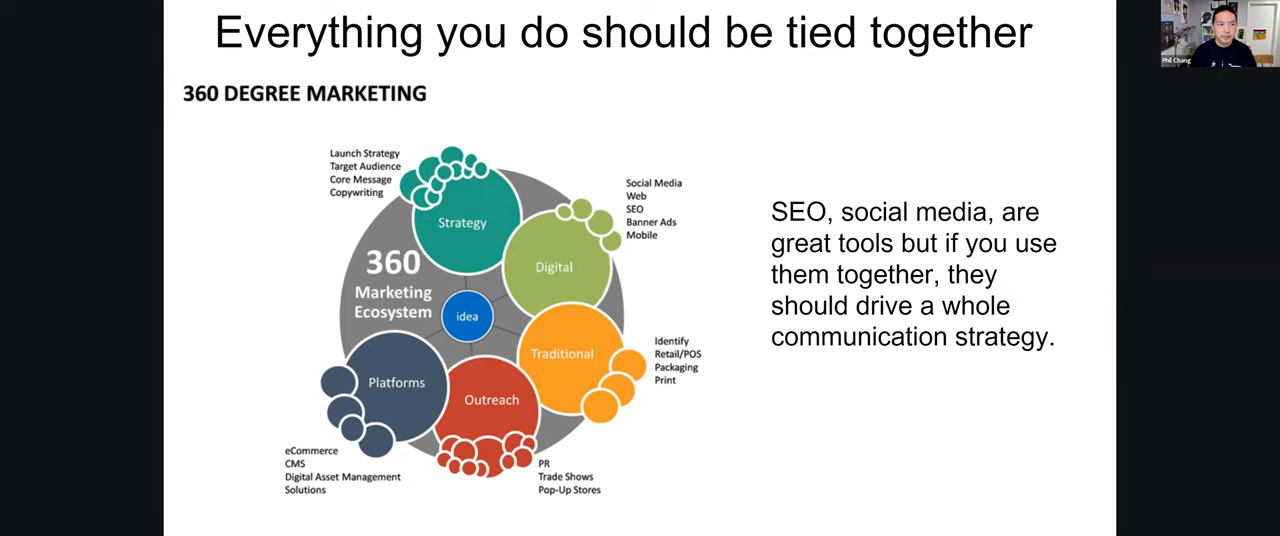 Everything you do should be tied together
Phil Chang
360 DEGREE MARKETING
Launch Strategy
Target Audience
Core Message
Copywriting
Strategy
Social Media
Web
SEO
Banner Ads
Mobile
Digital
360
Marketing
Ecosystem
idea
Traditional
Identify
Retail/POS
Packaging
Print
Platforms
Outreach
eCommerce
CMS
Digital Asset Management
Solutions
PR
Trade Shows
Pop-Up Stores
SEO, social media, are
great tools but if you use
them together, they
should drive a whole
communication strategy.